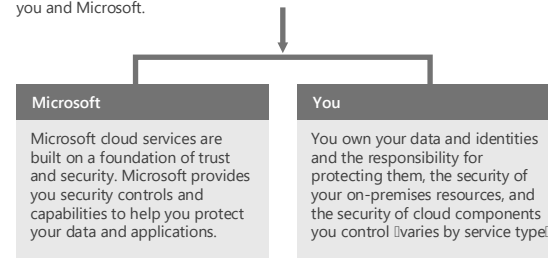 you and Microsoft.
Microsoft
Microsoft cloud services are
built on a foundation of trust
and security. Microsoft provides
you security controls and
capabilities to help you protect
your data and applications.
You
You own your data and identities
and the responsibility for
protecting them, the security of
your on-premises resources, and
the security of cloud components
you control ▯varies by service type▯